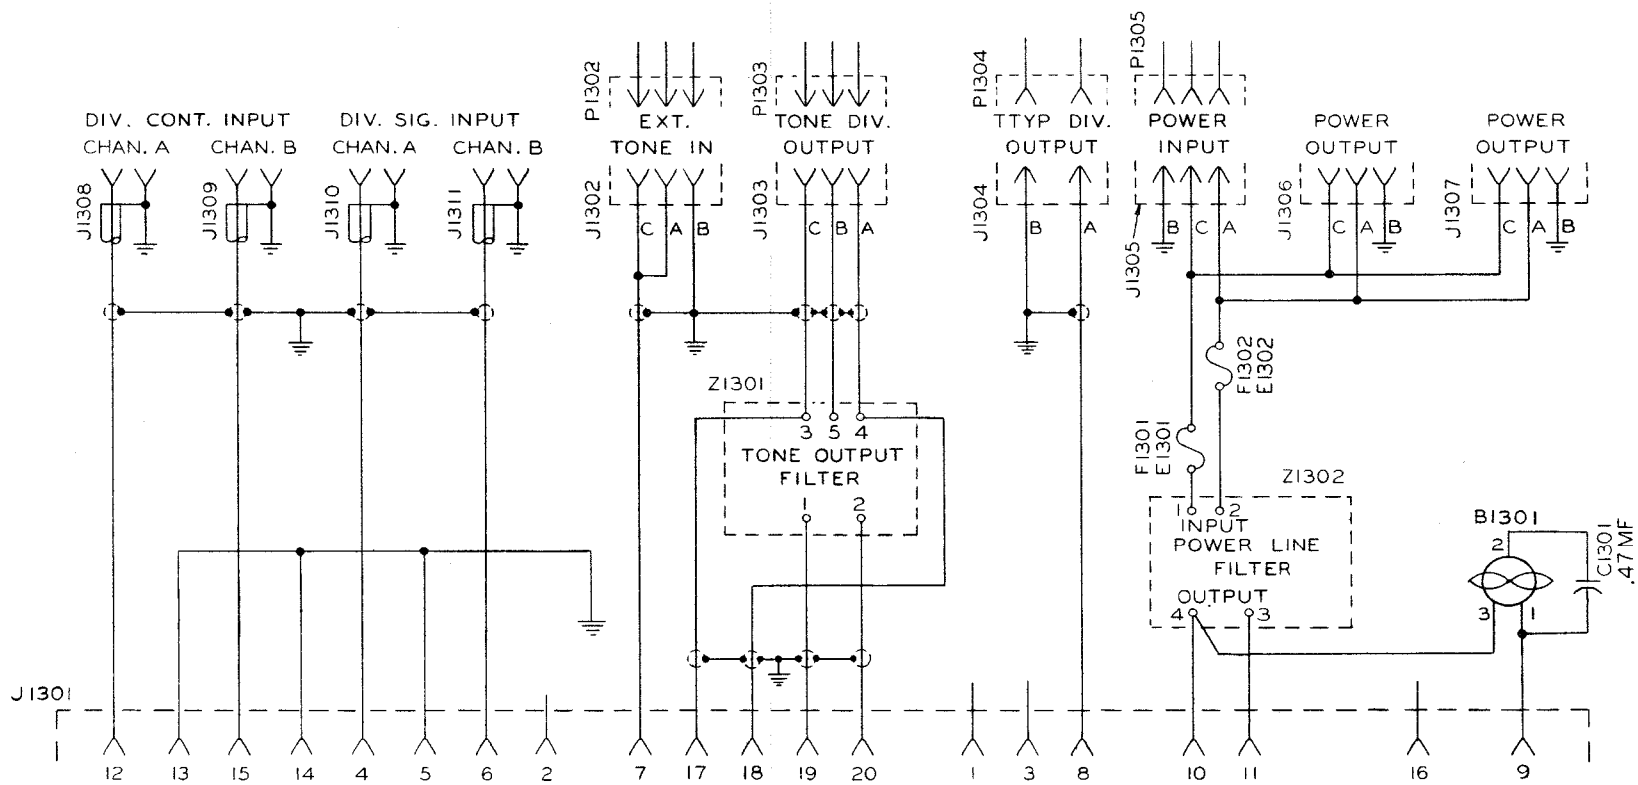 P1302
P1303
P1304
P1305
DIV. CONT. INPUT
CHAN. A
CHAN. B
DIV. SIG. INPUT
CHAN. A
CHAN. B
EXT.
TONE IN
TONE DIV.
OUTPUT
TTYP DIV.
OUTPUT
POWER
INPUT
POWER
OUTPUT
POWER
OUTPUT
J1308
J1309
J1310
J1311
J1302
C A B
J1303
C B A
J1304
B A
J1305
B C A
J1306
C A B
J1307
C A B
F1302
E1302
F1301
E1301
Z1301
3 5 4
TONE OUTPUT
FILTER
1 2
Z1302
1 2
INPUT
POWER LINE
FILTER
OUTPUT
4 3
B1301
2
3 1
C1301
.47MF
J1301
12 13 15 14 4 5 6 2 7 17 18 19 20 1 3 8 10 11 16 9